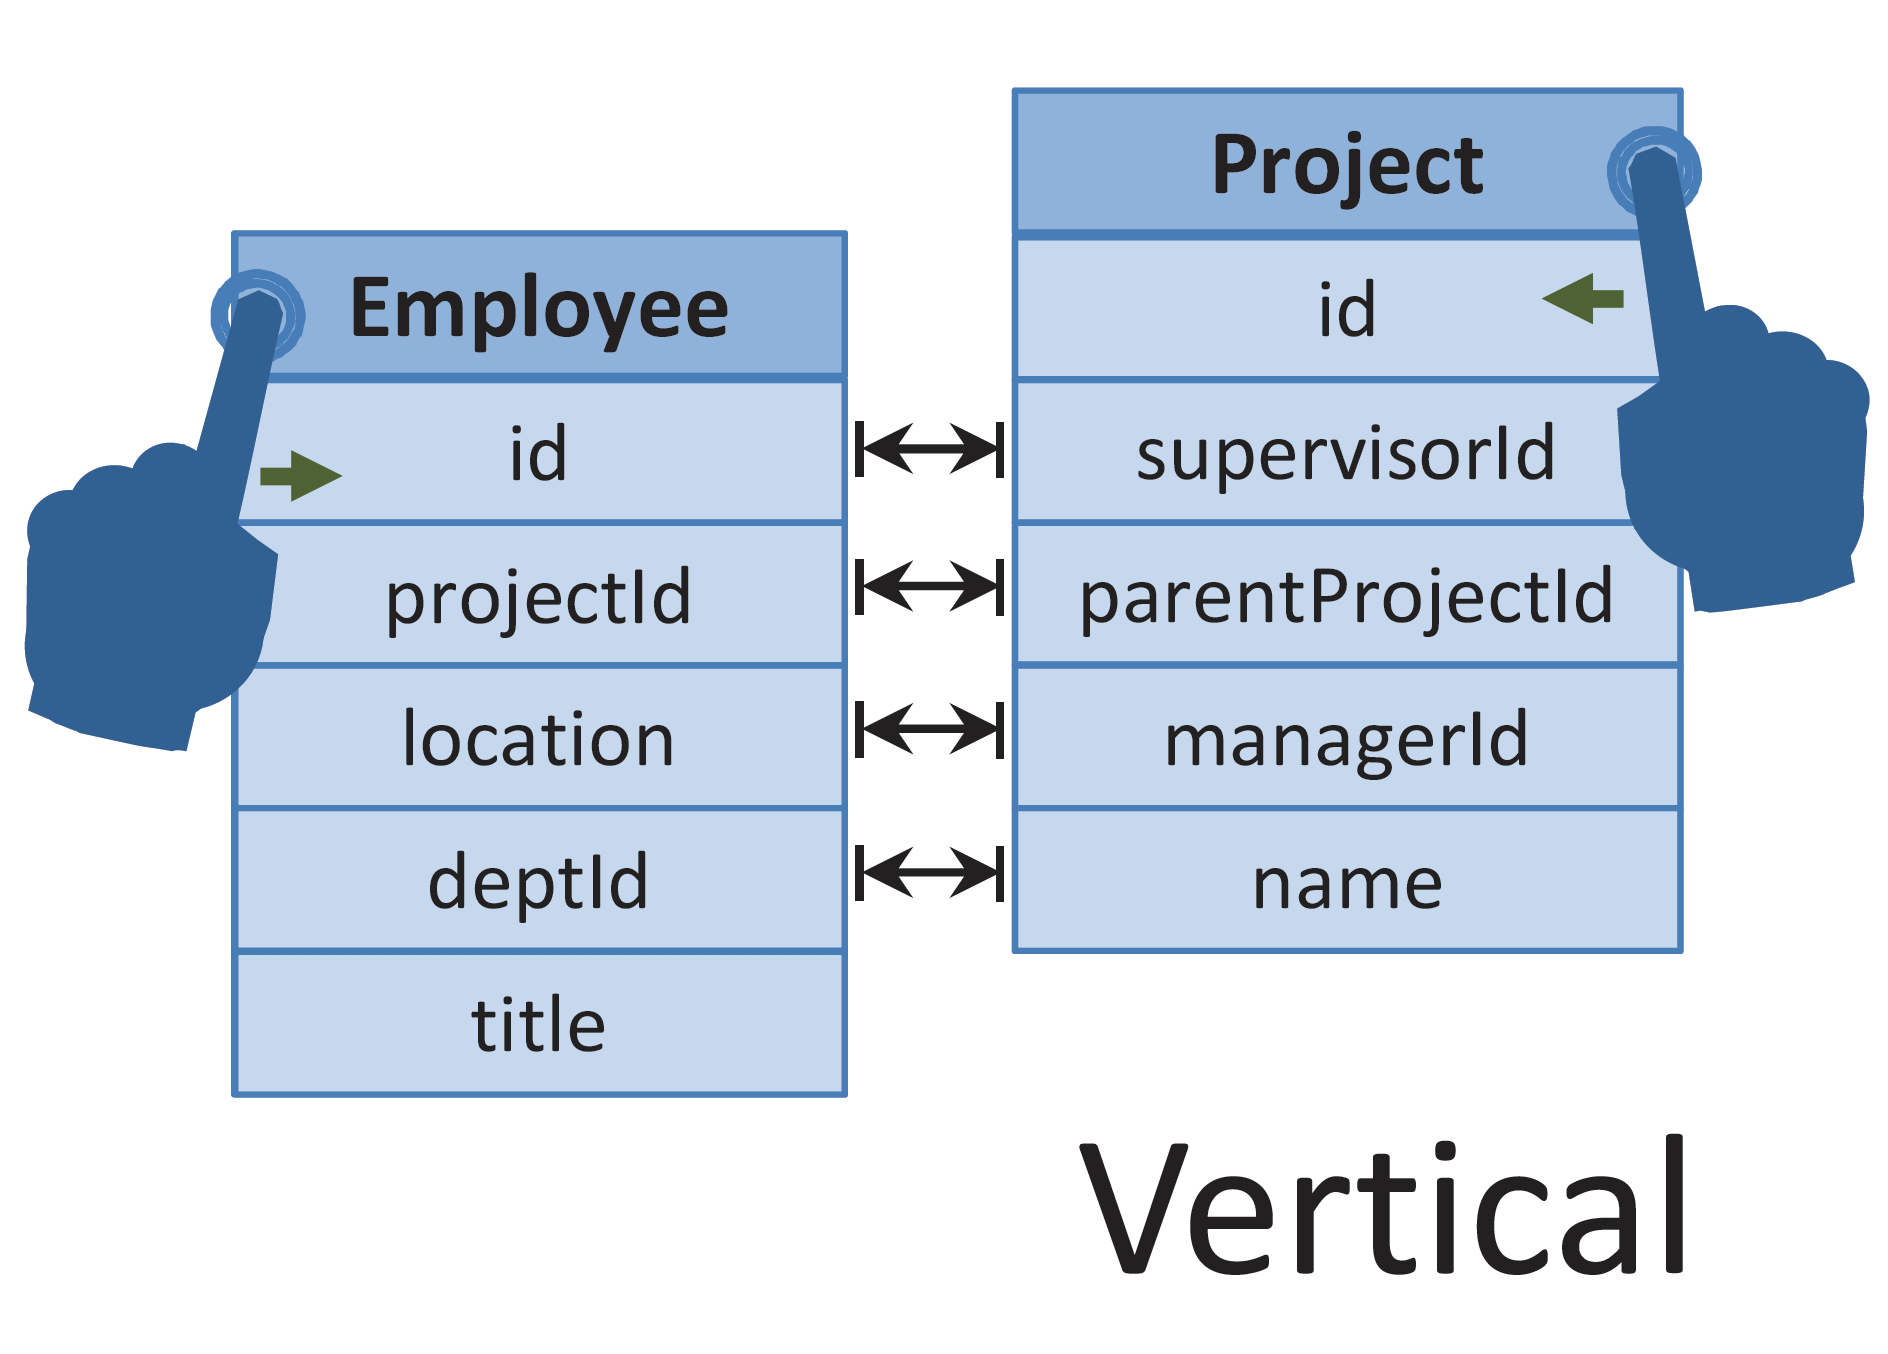 Employee
id
projectId
location
deptId
title
Project
id
supervisorId
parentProjectId
managerId
name
Vertical